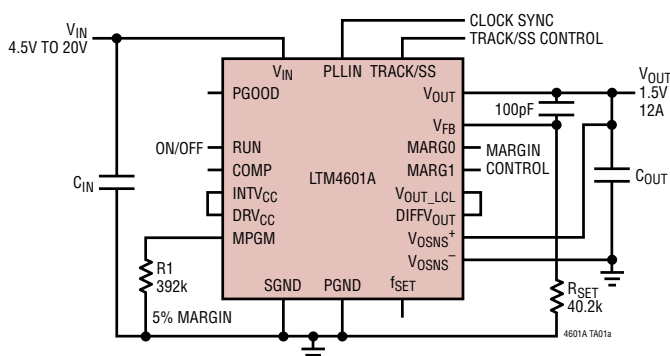 CLOCK SYNC
TRACK/SS CONTROL
VIN
4.5V TO 20V
VIN
PLLIN
TRACK/SS
PGOOD
VOUT
VOUT
1.5V
12A
100pF
VFB
ON/OFF
RUN
MARG0
MARGIN
CONTROL
COMP
LTM4601A
MARG1
CIN
INTVCC
VOUT_LCL
COUT
DRVCC
DIFFVOUT
MPGM
VOSNS+
VOSNS–
R1
392k
SGND
PGND
fSET
RSET
40.2k
5% MARGIN
4601A TA01a